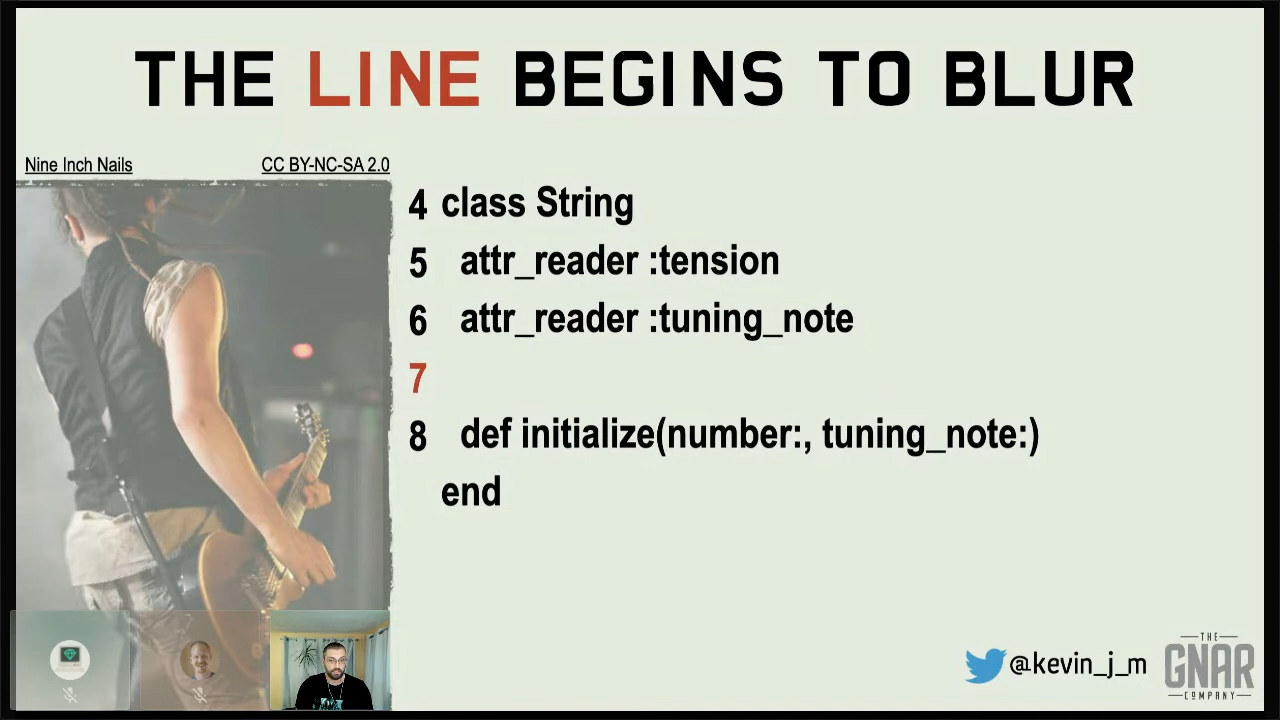 THE LINE BEGINS TO BLUR
Nine Inch Nails CC BY-NC-SA 2.0
4 class String
5 attr_reader :tension
6 attr_reader :tuning_note
7
8 def initialize(number:, tuning_note:)
end
@kevin_j_m
THE
GNAR
COMPANY